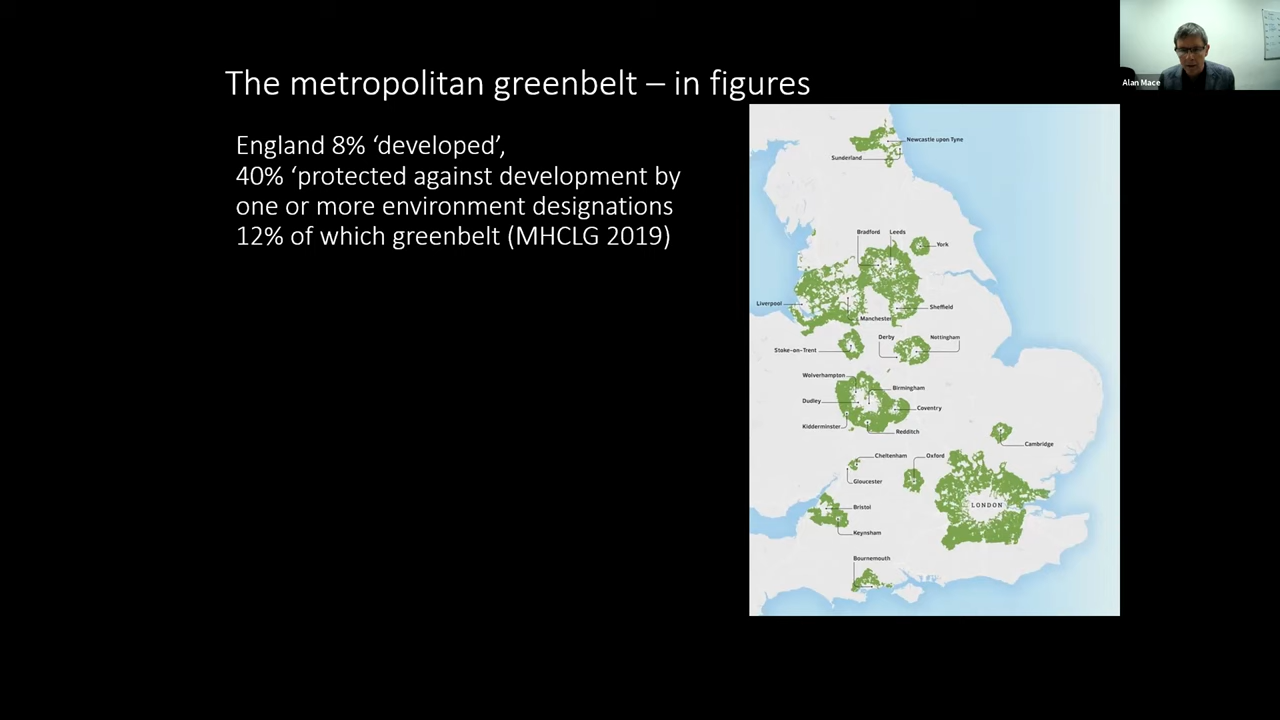 Alan Mace
The metropolitan greenbelt – in figures
England 8% ‘developed’,
40% ‘protected against development by
one or more environment designations
12% of which greenbelt (MHCLG 2019)
Newcastle upon Tyne
Sunderland
Bradford
Leeds
York
Liverpool
Sheffield
Manchester
Derby
Nottingham
Stoke-on-Trent
Wolverhampton
Birmingham
Dudley
Coventry
Kidderminster
Redditch
Cambridge
Cheltenham
Oxford
Gloucester
LONDON
Bristol
Keynsham
Bournemouth